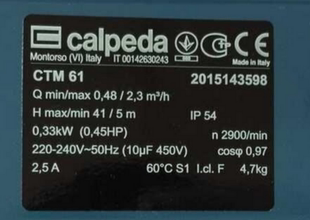 calpeda
Montorso (VI) Italy IT 00142630243 Made in Italy
CTM 61 2015143598
Q min/max 0,48 / 2,3 m³/h
H max/min 41 / 5 m IP 54
0,33kW (0,45HP) n 2900/min
220-240V~50Hz (10µF 450V) cosφ 0,97
2,5 A 60°C S1 I.cl. F 4,7kg